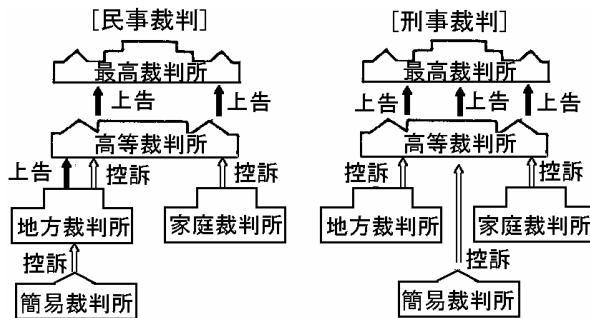 [民事裁判]
最高裁判所
上告 上告
高等裁判所
上告 控訴 控訴
地方裁判所 家庭裁判所
控訴
簡易裁判所
[刑事裁判]
最高裁判所
上告 上告 上告
高等裁判所
控訴 控訴
地方裁判所 家庭裁判所
控訴
簡易裁判所